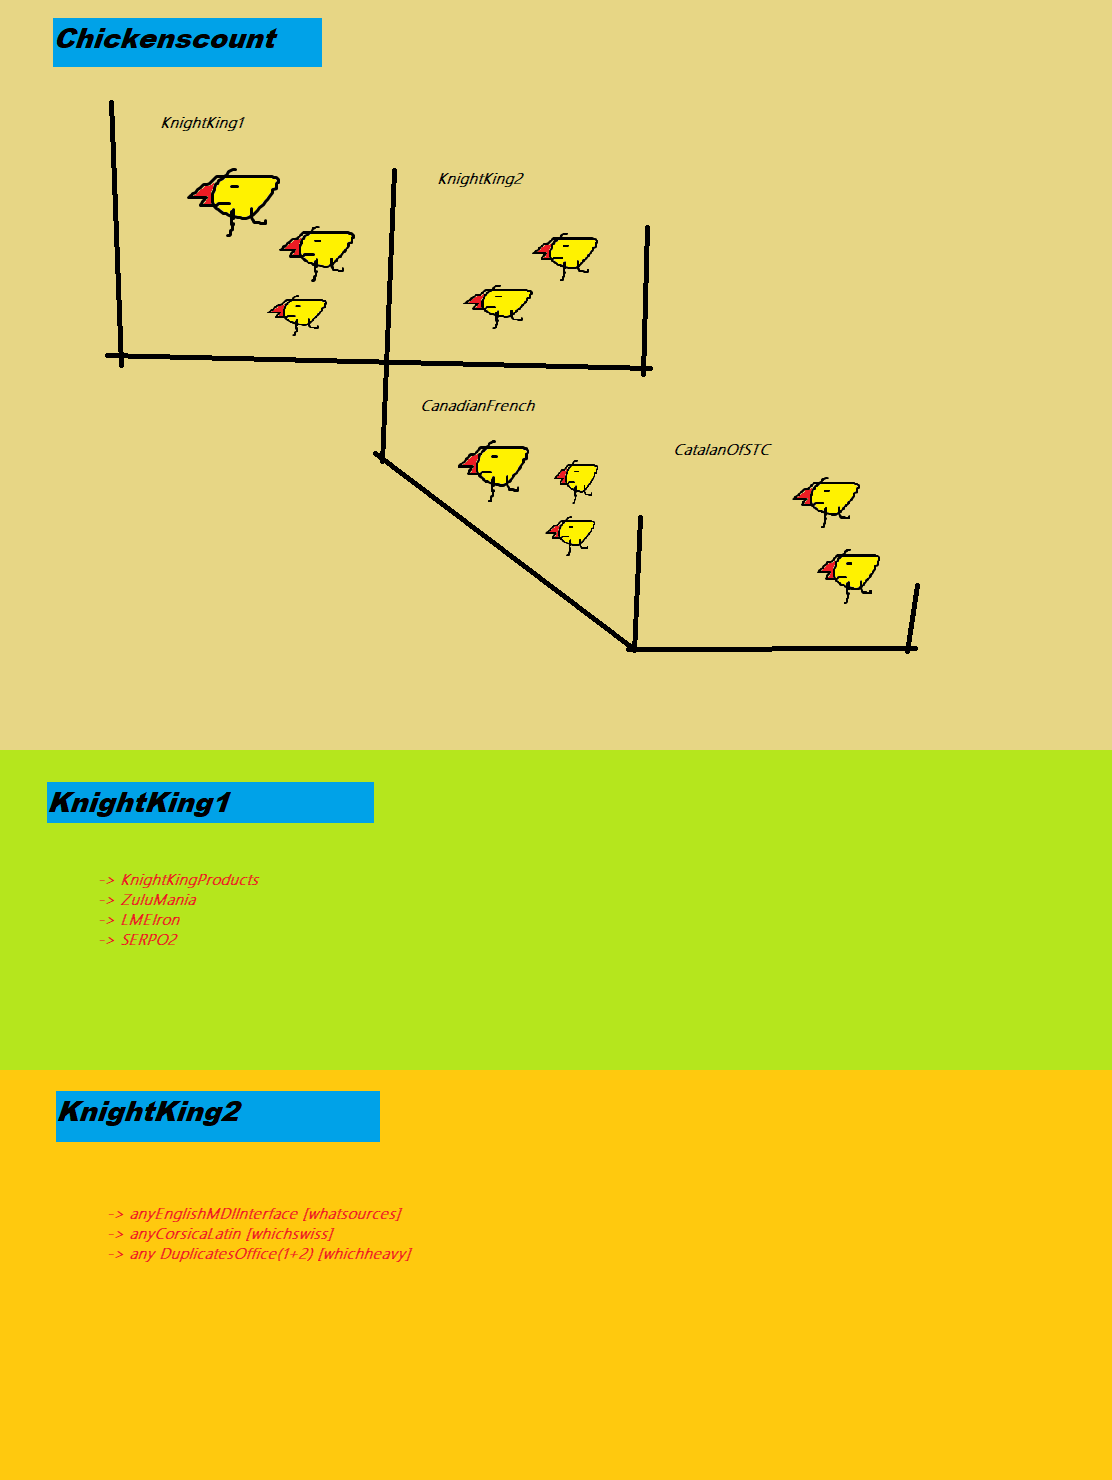 Chickenscount
KnightKing1
KnightKing2
CanadianFrench
CatalanOfSTC
KnightKing1
-> KnightKingProducts
-> ZuluMania
-> LMEIron
-> SERPO2
KnightKing2
-> anyEnglishMDIInterface [whatsources]
-> anyCorsicaLatin [whichswiss]
-> any DuplicatesOffice(1+2) [whichheavy]